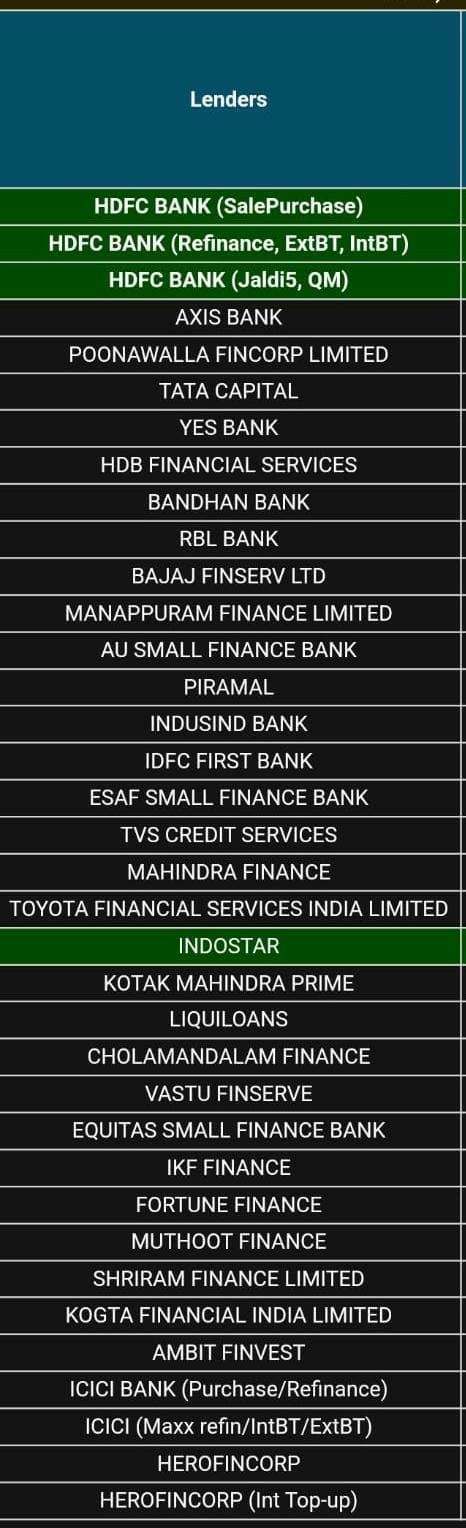 Lenders
HDFC BANK (SalePurchase)
HDFC BANK (Refinance, ExtBT, IntBT)
HDFC BANK (Jaldi5, QM)
AXIS BANK
POONAWALLA FINCORP LIMITED
TATA CAPITAL
YES BANK
HDB FINANCIAL SERVICES
BANDHAN BANK
RBL BANK
BAJAJ FINSERV LTD
MANAPPURAM FINANCE LIMITED
AU SMALL FINANCE BANK
PIRAMAL
INDUSIND BANK
IDFC FIRST BANK
ESAF SMALL FINANCE BANK
TVS CREDIT SERVICES
MAHINDRA FINANCE
TOYOTA FINANCIAL SERVICES INDIA LIMITED
INDOSTAR
KOTAK MAHINDRA PRIME
LIQUILOANS
CHOLAMANDALAM FINANCE
VASTU FINSERVE
EQUITAS SMALL FINANCE BANK
IKF FINANCE
FORTUNE FINANCE
MUTHOOT FINANCE
SHRIRAM FINANCE LIMITED
KOGTA FINANCIAL INDIA LIMITED
AMBIT FINVEST
ICICI BANK (Purchase/Refinance)
ICICI (Maxx refin/IntBT/ExtBT)
HEROFINCORP
HEROFINCORP (Int Top-up)